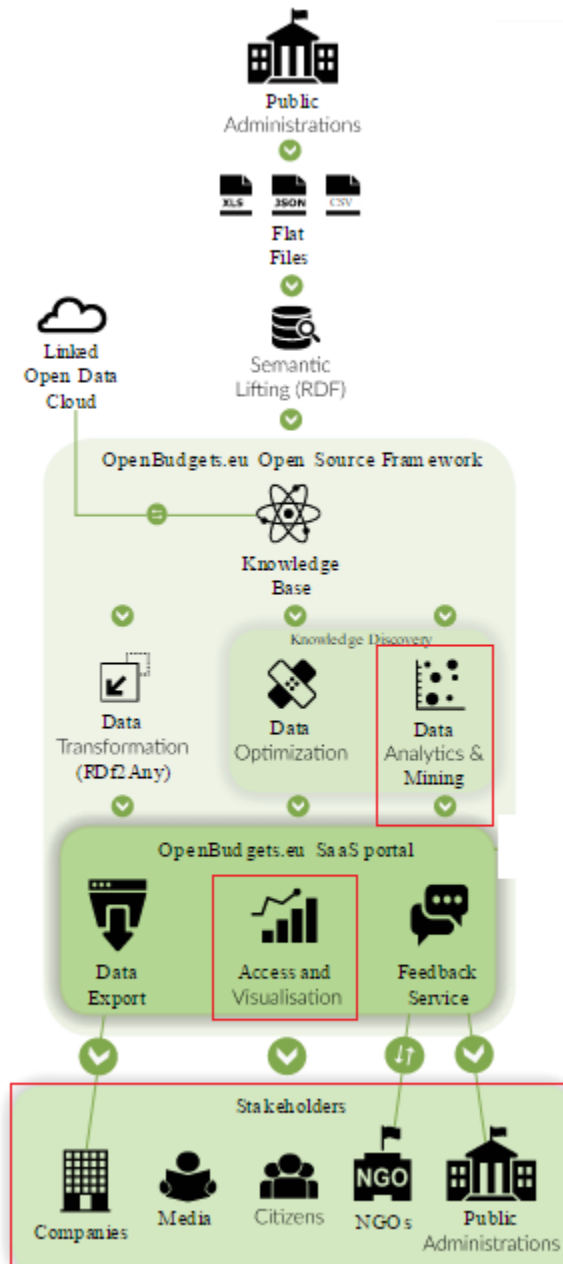 Public
Administrations
XLS JSON CSV
Flat
Files
Linked
Open Data
Cloud
Semantic
Lifting (RDF)
OpenBudgets.eu Open Source Framework
Knowledge
Base
Knowledge Discovery
Data
Transformation
(RDf2Any)
Data
Optimization
Data
Analytics &
Mining
OpenBudgets.eu SaaS portal
Data
Export
Access and
Visualisation
Feedback
Service
Stakeholders
Companies
Media
Citizens
NGO
NGOs
Public
Administrations